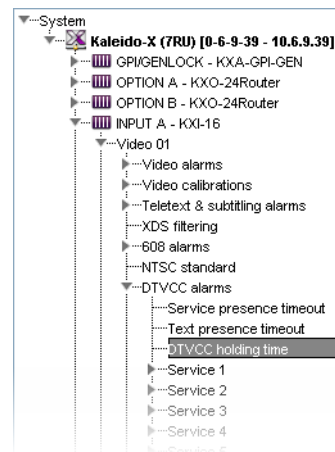 System
Kaleido-X (7RU) [0-6-9-39 - 10.6.9.39]
GPI/GENLOCK - KXA-GPI-GEN
OPTION A - KXO-24Router
OPTION B - KXO-24Router
INPUT A - KXI-16
Video 01
Video alarms
Video calibrations
Teletext & subtitling alarms
XDS filtering
608 alarms
NTSC standard
DTVCC alarms
Service presence timeout
Text presence timeout
DTVCC holding time
Service 1
Service 2
Service 3
Service 4